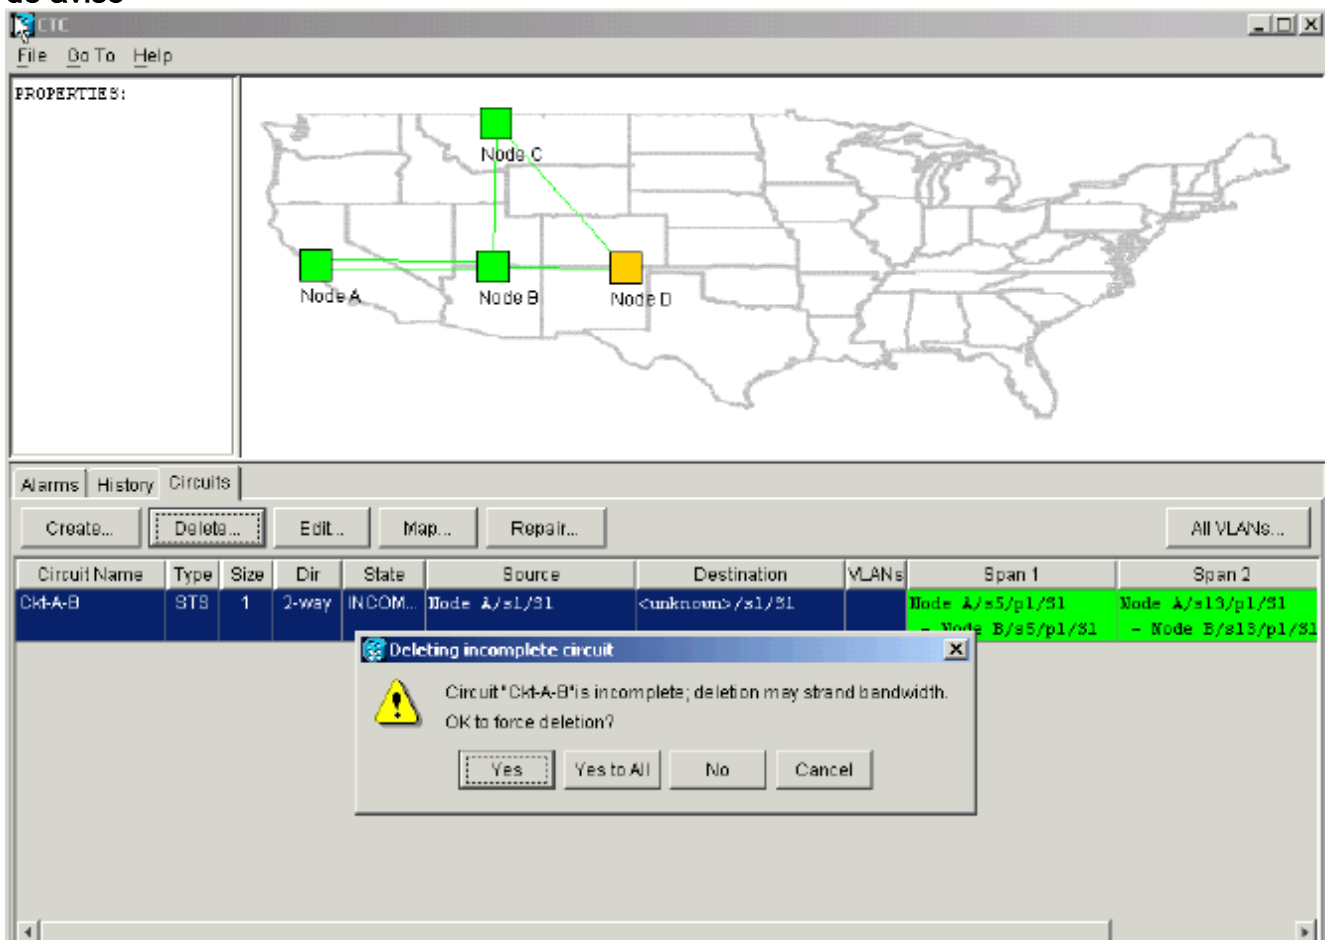 de aviso
CTC
File Go To Help
PROPERTIES:
Node C
Node A
Node B
Node D
Alarms History Circuits
Create... Delete... Edit... Map... Repair... All VLANs...
Circuit Name Type Size Dir State Source Destination VLANs Span 1 Span 2
Ckt-A-B STS 1 2-way INCOM... Node A/s1/S1 <unknown>/s1/S1 Node A/s5/p1/S1 Node A/s13/p1/S1
- Node B/s5/p1/S1 - Node B/s13/p1/S1
Deleting incomplete circuit
Circuit "Ckt-A-B" is incomplete; deletion may strand bandwidth.
OK to force deletion?
Yes Yes to All No Cancel